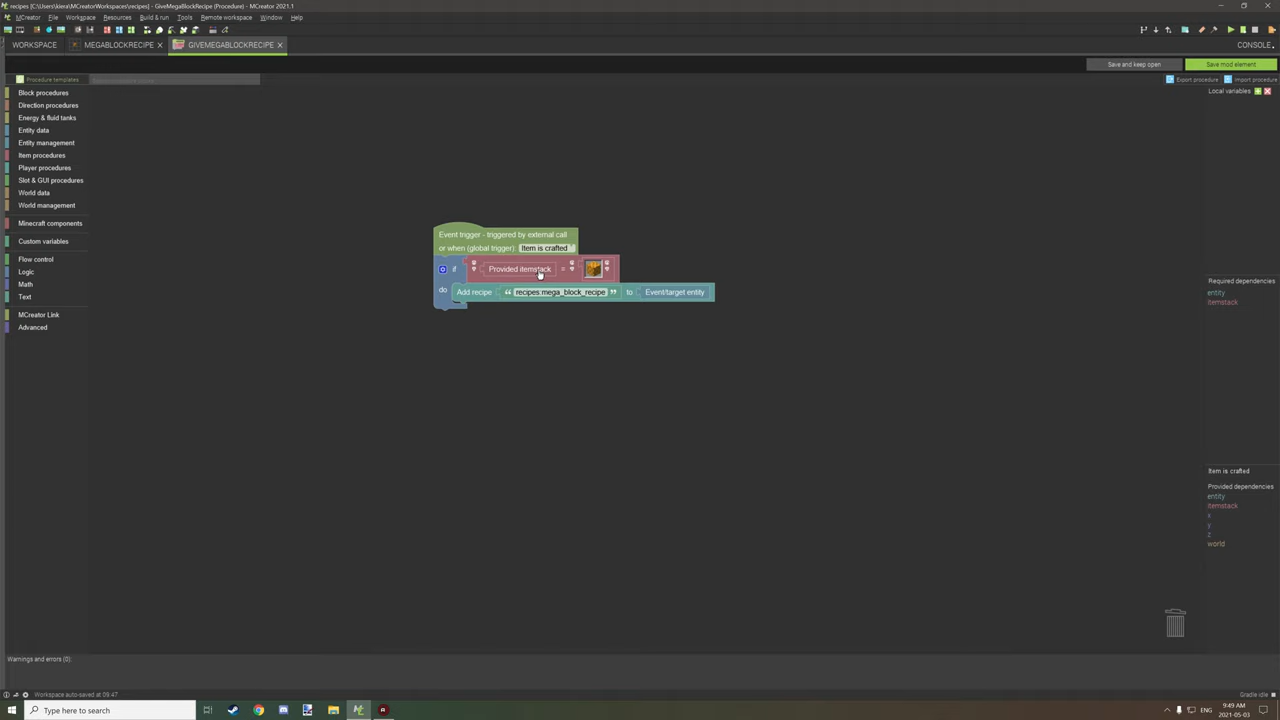 recipes [C:\Users\kiera\MCreatorWorkspaces\recipes] - GiveMegaBlockRecipe (Procedure) - MCreator 2021.1
MCreator File Workspace Resources Build & run Tools Remote workspace Window Help
WORKSPACE MEGABLOCKRECIPE GIVEMEGABLOCKRECIPE CONSOLE
Save and keep open Save mod element
Procedure templates Export procedure Import procedure
Block procedures
Direction procedures
Energy & fluid tanks
Entity data
Entity management
Item procedures
Player procedures
Slot & GUI procedures
World data
World management
Minecraft components
Custom variables
Flow control
Logic
Math
Text
MCreator Link
Advanced
Event trigger - triggered by external call
or when (global trigger): Item is crafted
if Provided itemstack =
do Add recipe “ recipes:mega_block_recipe ” to Event/target entity
Local variables
Required dependencies
entity
itemstack
Item is crafted
Provided dependencies
entity
itemstack
x
y
z
world
Warnings and errors (0):
Workspace auto-saved at 09:47 Gradle idle
Type here to search ENG 9:49 AM
2021-05-03